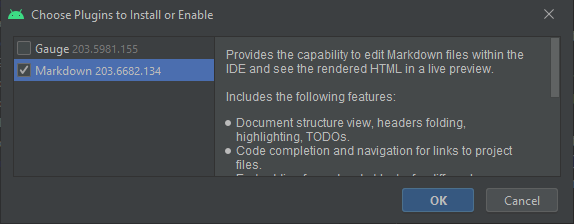 Choose Plugins to Install or Enable
Gauge 203.5981.155
Markdown 203.6682.134
Provides the capability to edit Markdown files within the
IDE and see the rendered HTML in a live preview.
Includes the following features:
Document structure view, headers folding,
highlighting, TODOs.
Code completion and navigation for links to project
files.
OK
Cancel